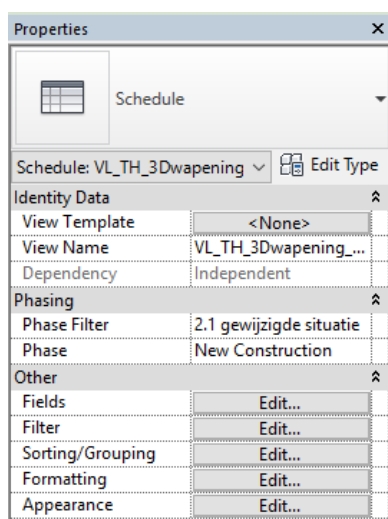 Properties
Schedule
Schedule: VL_TH_3Dwapening Edit Type
Identity Data
View Template <None>
View Name VL_TH_3Dwapening_...
Dependency Independent
Phasing
Phase Filter 2.1 gewijzigde situatie
Phase New Construction
Other
Fields Edit...
Filter Edit...
Sorting/Grouping Edit...
Formatting Edit...
Appearance Edit...